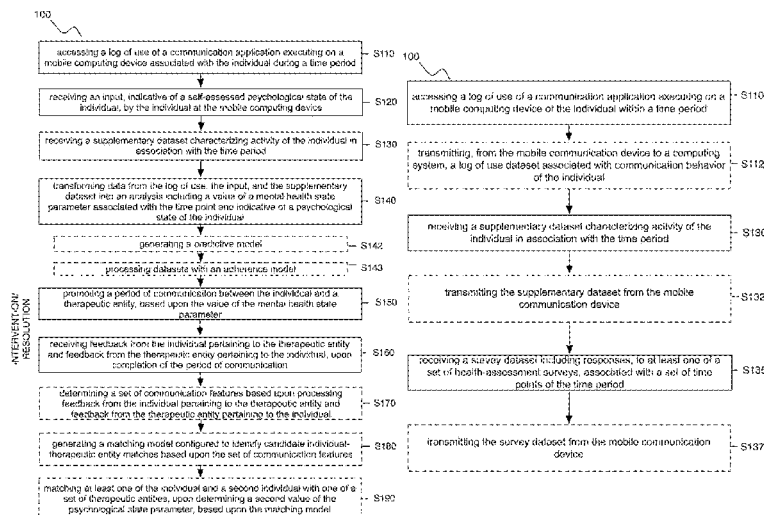 100
accessing a log of use of a communication application executing on a
mobile computing device associated with the individual during a time period
S110
receiving an input, indicative of a self-assessed psychological state of the
individual, by the individual at the mobile computing device
S120
receiving a supplementary dataset characterizing activity of the individual in
association with the time period
S130
transforming data from the log of use, the input, and the supplementary
dataset into an analysis including a value of a mental health state
parameter associated with the time point and indicative of a psychological
state of the individual
S140
generating a predictive model
S142
processing datasets with an adherence model
S143
INTERVENTION/
RESOLUTION
promoting a period of communication between the individual and a
therapeutic entity, based upon the value of the mental health state
parameter
S150
receiving feedback from the individual pertaining to the therapeutic entity
and feedback from the therapeutic entity pertaining to the individual, upon
completion of the period of communication
S160
determining a set of communication features based upon processing
feedback from the individual pertaining to the therapeutic entity and
feedback from the therapeutic entity pertaining to the individual
S170
generating a matching model configured to identify candidate individual-
therapeutic entity matches based upon the set of communication features
S180
matching at least one of the individual and a second individual with one of a
set of therapeutic entities, upon determining a second value of the
psychological state parameter, based upon the matching model
S190
100
accessing a log of use of a communication application executing on a
mobile computing device of the individual within a time period
S110
transmitting, from the mobile communication device to a computing
system, a log of use dataset associated with communication behavior
of the individual
S112
receiving a supplementary dataset characterizing activity of the
individual in association with the time period
S130
transmitting the supplementary dataset from the mobile
communication device
S132
receiving a survey dataset including responses, to at least one of a
set of health-assessment surveys, associated with a set of time
points of the time period
S135
transmitting the survey dataset from the mobile communication
device
S137